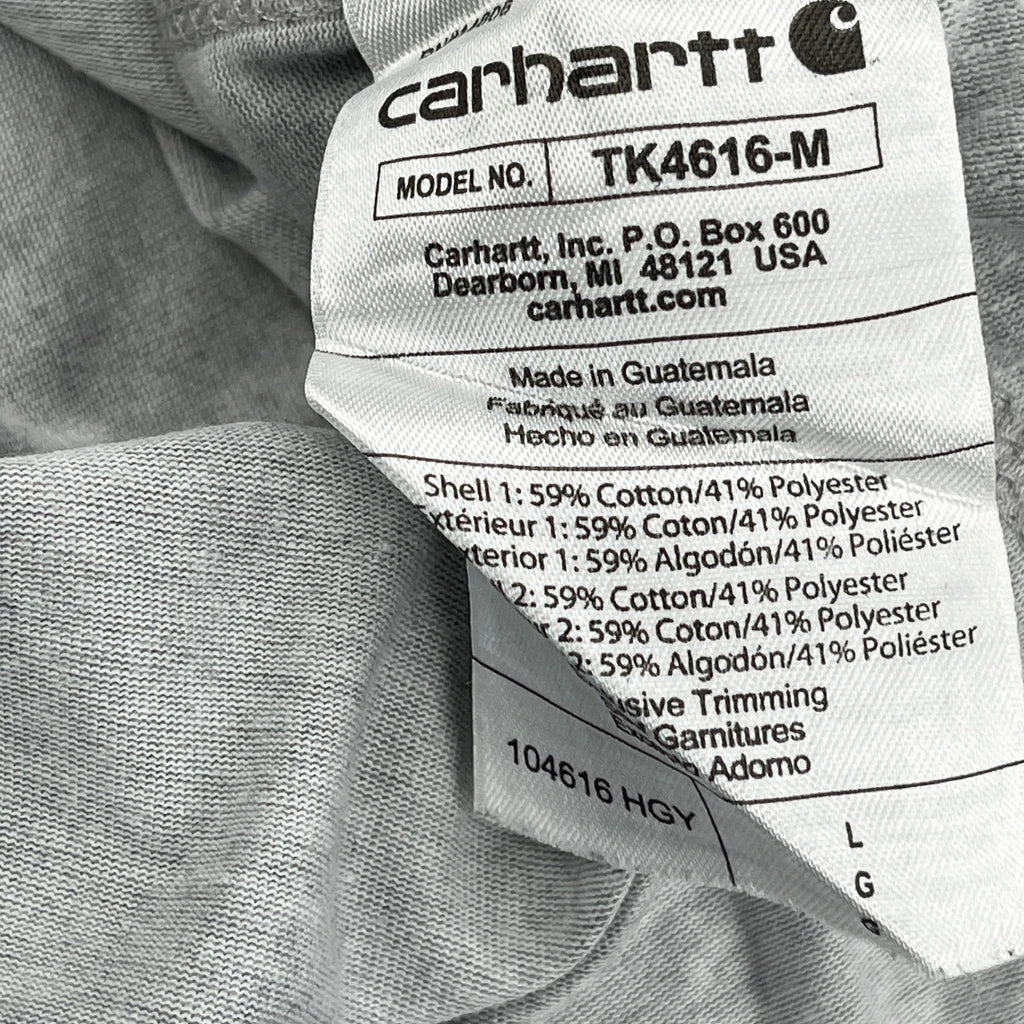 carhartt
MODEL NO. TK4616-M
Carhartt, Inc. P.O. Box 600
Dearborn, MI 48121 USA
carhartt.com
Made in Guatemala
Fabriqué au Guatemala
Hecho en Guatemala
Shell 1: 59% Cotton/41% Polyester
xtérieur 1: 59% Coton/41% Polyester
xterior 1: 59% Algodón/41% Poliéster
2: 59% Cotton/41% Polyester
r 2: 59% Coton/41% Polyester
2: 59% Algodón/41% Poliéster
usive Trimming
Garnitures
Adorno
104616 HGY
L
G